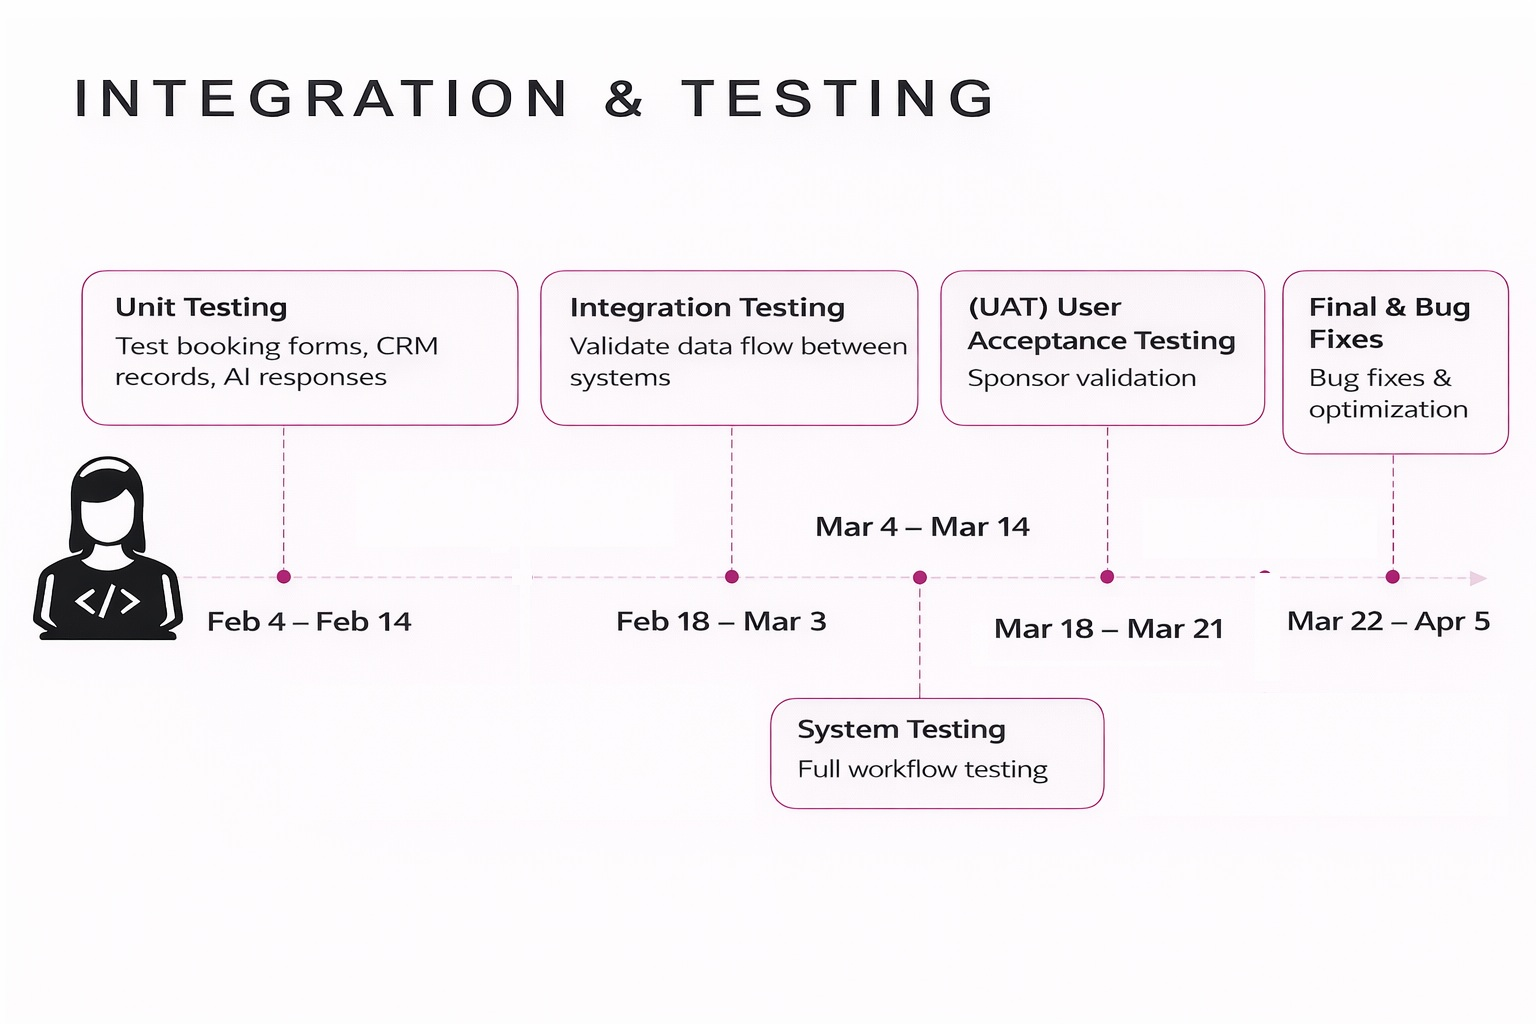 INTEGRATION & TESTING
Unit Testing
Test booking forms, CRM
records, AI responses
Integration Testing
Validate data flow between
systems
(UAT) User
Acceptance Testing
Sponsor validation
Final & Bug
Fixes
Bug fixes &
optimization
Mar 4 – Mar 14
</>
Feb 4 – Feb 14
Feb 18 – Mar 3
Mar 18 – Mar 21
Mar 22 – Apr 5
System Testing
Full workflow testing